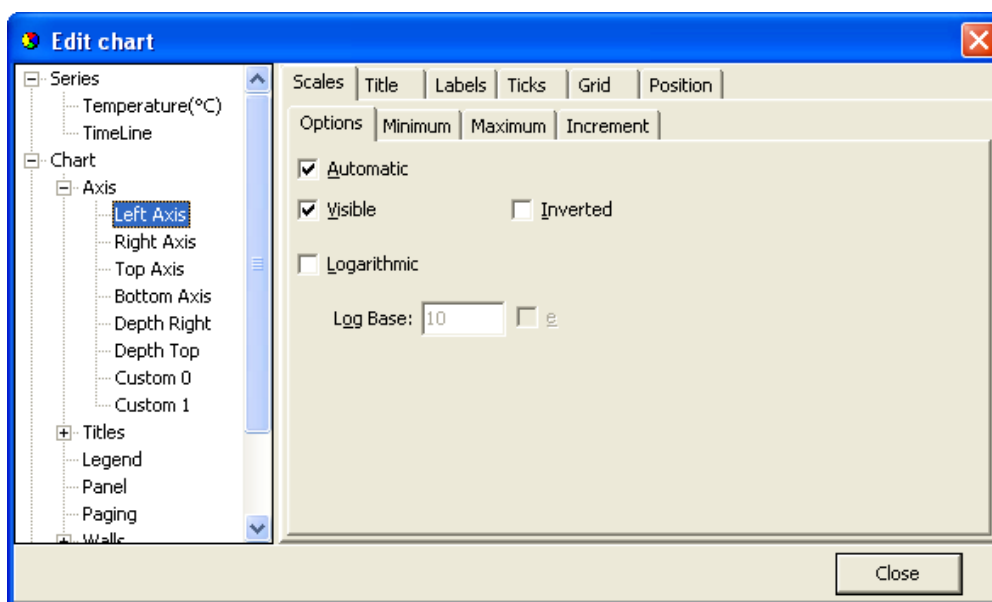 Edit chart
Series
Temperature(°C)
TimeLine
Chart
Axis
Left Axis
Right Axis
Top Axis
Bottom Axis
Depth Right
Depth Top
Custom 0
Custom 1
Titles
Legend
Panel
Paging
Walls
Scales Title Labels Ticks Grid Position
Options Minimum Maximum Increment
Automatic
Visible Inverted
Logarithmic
Log Base: 10 e
Close